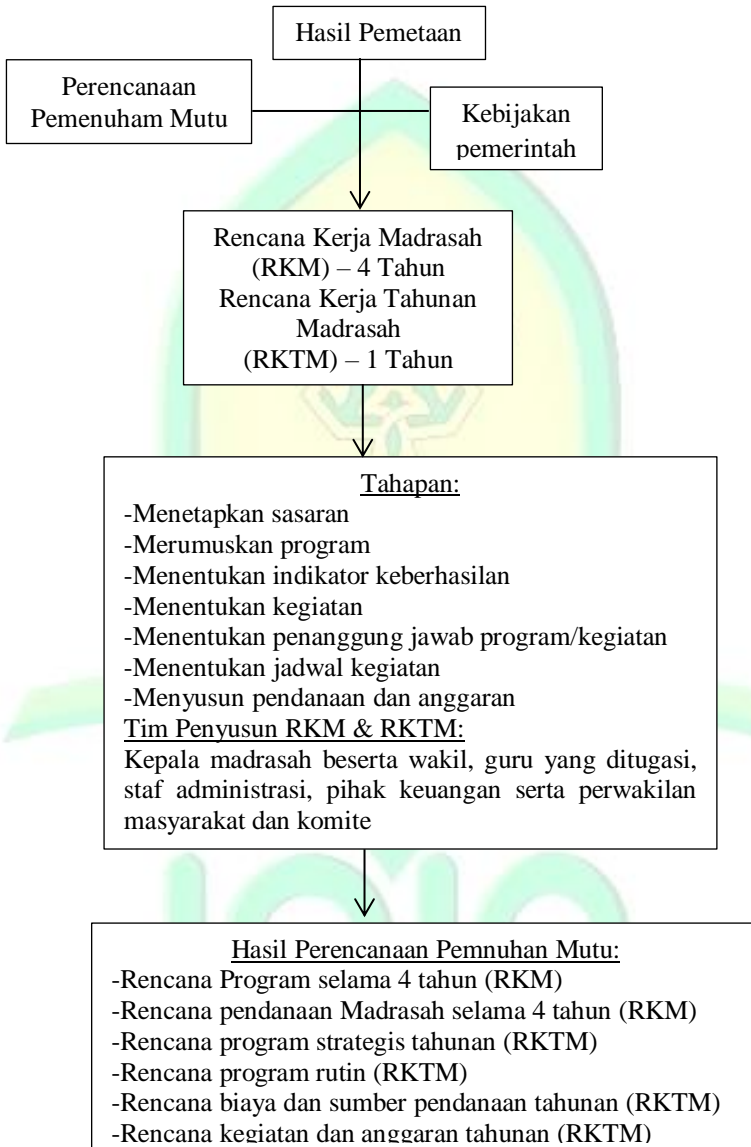 Hasil Pemetaan
Perencanaan
Pemenuham Mutu
Kebijakan
pemerintah
Rencana Kerja Madrasah
(RKM) – 4 Tahun
Rencana Kerja Tahunan
Madrasah
(RKTM) – 1 Tahun
Tahapan:
-Menetapkan sasaran
-Merumuskan program
-Menentukan indikator keberhasilan
-Menentukan kegiatan
-Menentukan penanggung jawab program/kegiatan
-Menentukan jadwal kegiatan
-Menyusun pendanaan dan anggaran
Tim Penyusun RKM & RKTM:
Kepala madrasah beserta wakil, guru yang ditugasi,
staf administrasi, pihak keuangan serta perwakilan
masyarakat dan komite
Hasil Perencanaan Pemnuhan Mutu:
-Rencana Program selama 4 tahun (RKM)
-Rencana pendanaan Madrasah selama 4 tahun (RKM)
-Rencana program strategis tahunan (RKTM)
-Rencana program rutin (RKTM)
-Rencana biaya dan sumber pendanaan tahunan (RKTM)
-Rencana kegiatan dan anggaran tahunan (RKTM)